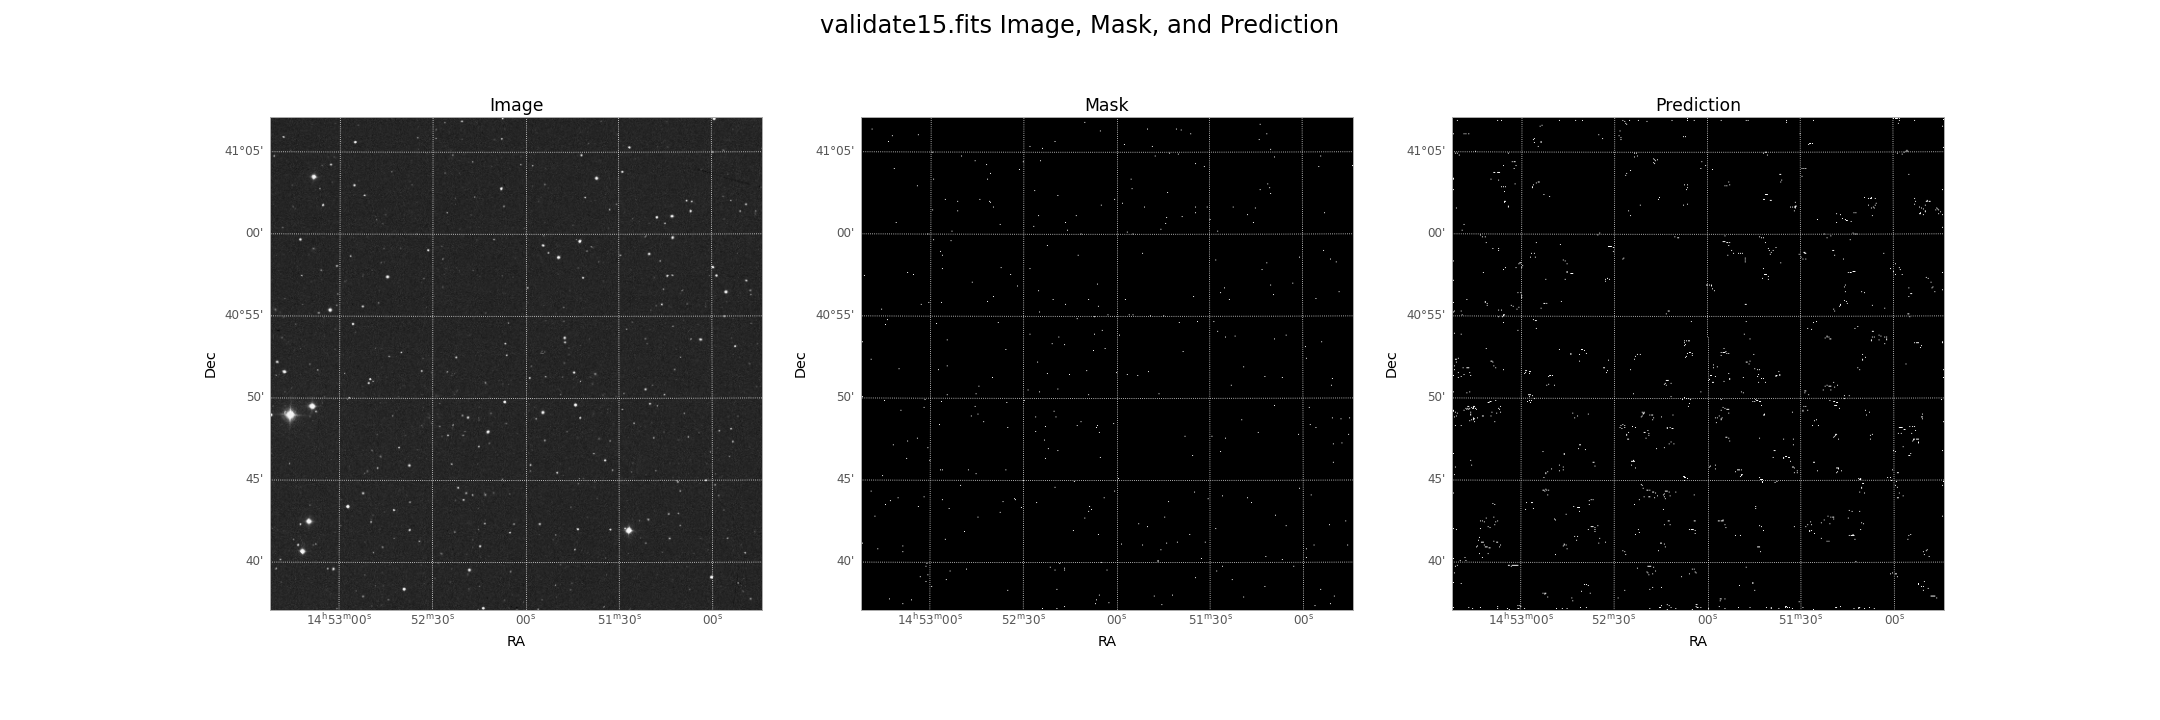 validate15.fits Image, Mask, and Prediction
Image
Mask
Prediction
41°05'
00'
40°55'
50'
45'
40'
Dec
14ʰ53ᵐ00ˢ
52ᵐ30ˢ
00ˢ
51ᵐ30ˢ
00ˢ
RA
41°05'
00'
40°55'
50'
45'
40'
Dec
14ʰ53ᵐ00ˢ
52ᵐ30ˢ
00ˢ
51ᵐ30ˢ
00ˢ
RA
41°05'
00'
40°55'
50'
45'
40'
Dec
14ʰ53ᵐ00ˢ
52ᵐ30ˢ
00ˢ
51ᵐ30ˢ
00ˢ
RA